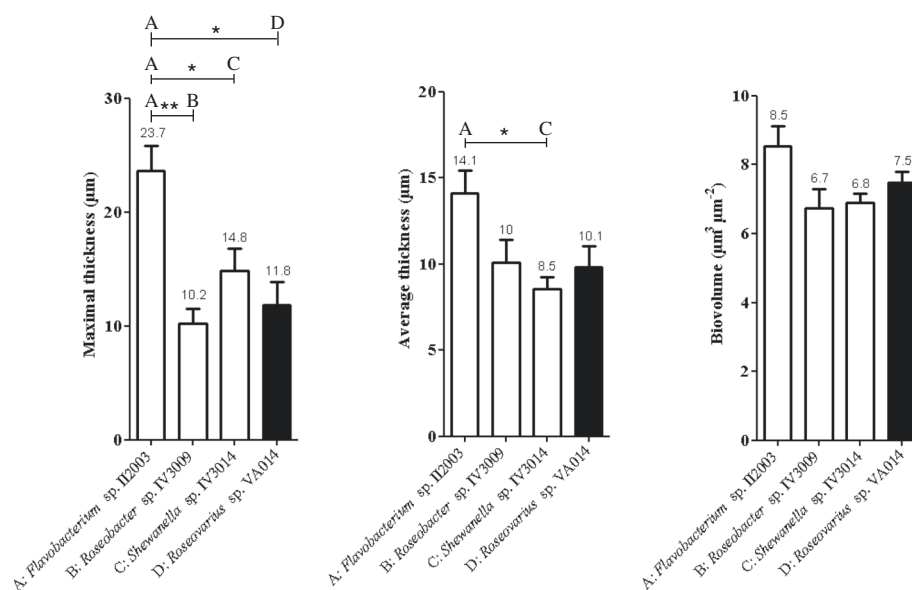 A * D
A * C
A ** B
Maximal thickness (µm)
30
20
10
0
23.7
10.2
14.8
11.8
A: Flavobacterium sp. II2003
B: Roseobacter sp. IV3009
C: Shewanella sp. IV3014
D: Roseovarius sp. VA014
A * C
Average thickness (µm)
20
15
10
5
0
14.1
10
8.5
10.1
A: Flavobacterium sp. II2003
B: Roseobacter sp. IV3009
C: Shewanella sp. IV3014
D: Roseovarius sp. VA014
Biovolume (µm³ µm⁻²)
10
8
6
4
2
0
8.5
6.7
6.8
7.5
A: Flavobacterium sp. II2003
B: Roseobacter sp. IV3009
C: Shewanella sp. IV3014
D: Roseovarius sp. VA014